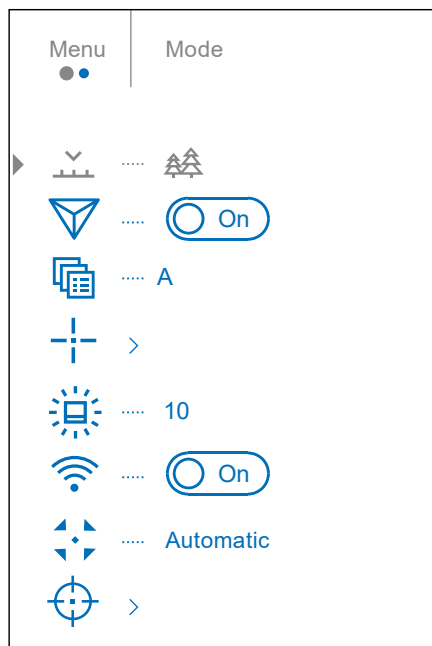 Menu Mode
..... 
..... On
..... A
>
..... 10
..... On
..... Automatic
>